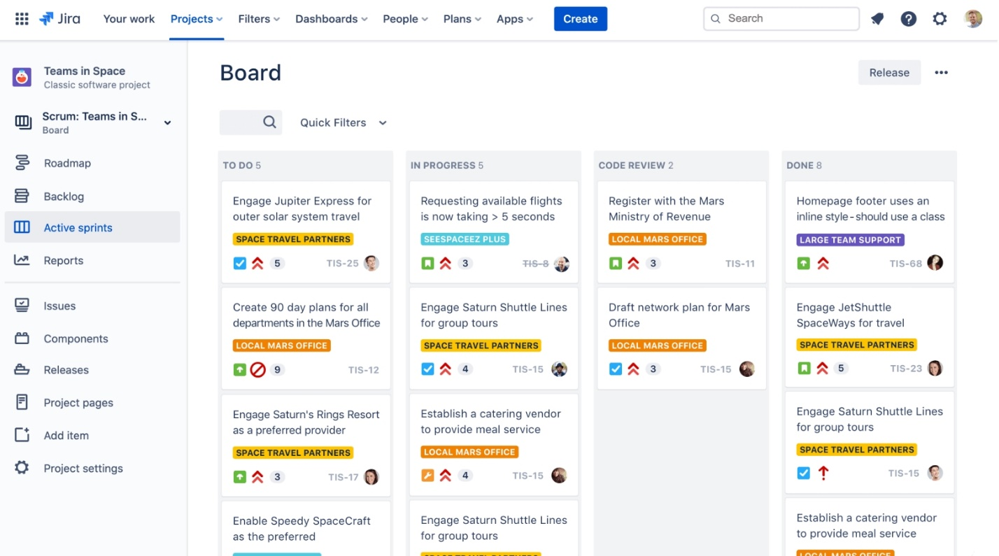 Jira
Your work
Projects
Filters
Dashboards
People
Plans
Apps
Create
Search
Teams in Space
Classic software project
Scrum: Teams in S...
Board
Roadmap
Backlog
Active sprints
Reports
Issues
Components
Releases
Project pages
Add item
Project settings
Board
Release
Quick Filters
TO DO 5
Engage Jupiter Express for
outer solar system travel
SPACE TRAVEL PARTNERS
5 TIS-25
Create 90 day plans for all
departments in the Mars Office
LOCAL MARS OFFICE
9 TIS-12
Engage Saturn's Rings Resort
as a preferred provider
SPACE TRAVEL PARTNERS
3 TIS-17
Enable Speedy SpaceCraft
as the preferred
IN PROGRESS 5
Requesting available flights
is now taking > 5 seconds
SEESPACEEZ PLUS
3 TIS-8
Engage Saturn Shuttle Lines
for group tours
SPACE TRAVEL PARTNERS
4 TIS-15
Establish a catering vendor
to provide meal service
LOCAL MARS OFFICE
4 TIS-15
Engage Saturn Shuttle Lines
for group tours
SPACE TRAVEL PARTNERS
CODE REVIEW 2
Register with the Mars
Ministry of Revenue
LOCAL MARS OFFICE
3 TIS-11
Draft network plan for Mars
Office
LOCAL MARS OFFICE
3 TIS-15
DONE 8
Homepage footer uses an
inline style-should use a class
LARGE TEAM SUPPORT
TIS-68
Engage JetShuttle
SpaceWays for travel
SPACE TRAVEL PARTNERS
5 TIS-23
Engage Saturn Shuttle Lines
for group tours
SPACE TRAVEL PARTNERS
TIS-15
Establish a catering vendor
to provide meal service
LOCAL MARS OFFICE